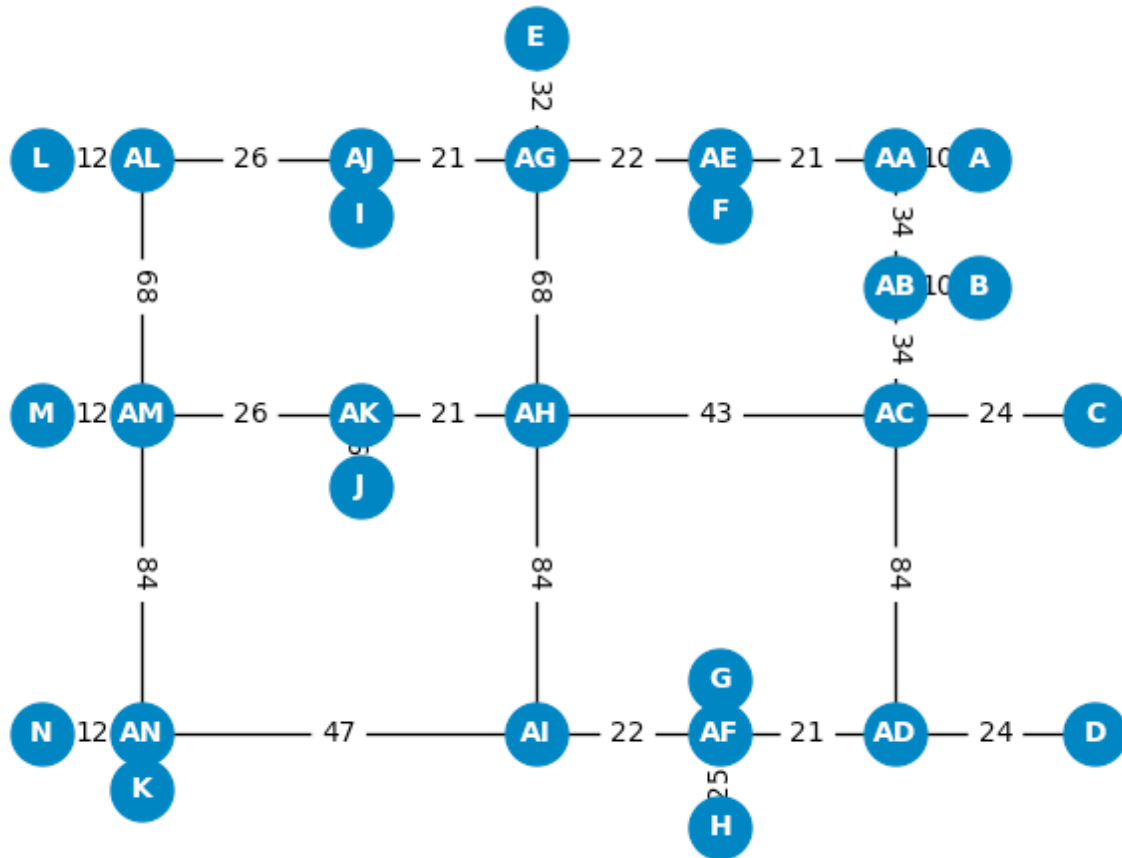 E
32
L 12 AL 26 AJ 21 AG 22 AE 21 AA 10 A
I F
34
68 68 AB 10 B
34
M 12 AM 26 AK 21 AH 43 AC 24 C
J
84 84 84
G
N 12 AN 47 AI 22 AF 21 AD 24 D
K 25
H